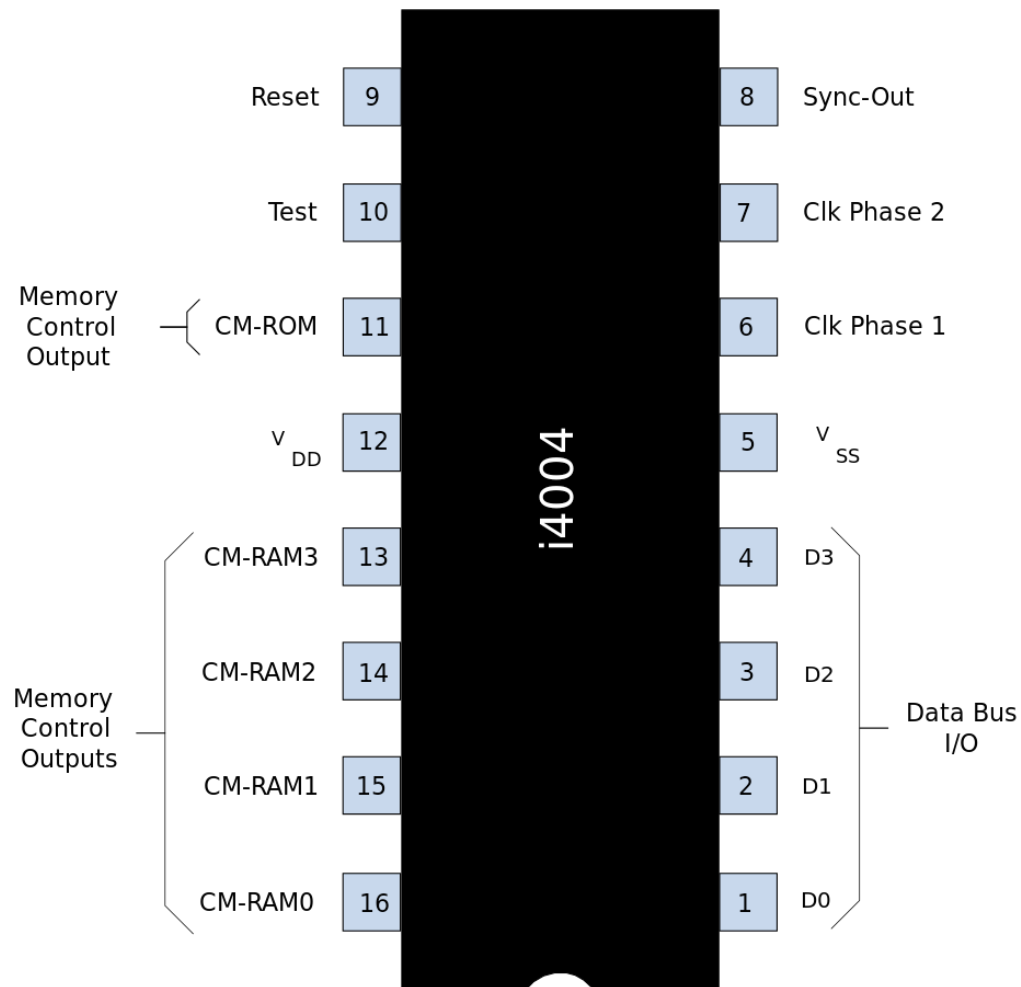 Reset 9 8 Sync-Out
Test 10 7 Clk Phase 2
Memory
Control
Output
CM-ROM 11 6 Clk Phase 1
V DD 12 5 V SS
i4004
CM-RAM3 13 4 D3
CM-RAM2 14 3 D2
Memory
Control
Outputs
Data Bus
I/O
CM-RAM1 15 2 D1
CM-RAM0 16 1 D0